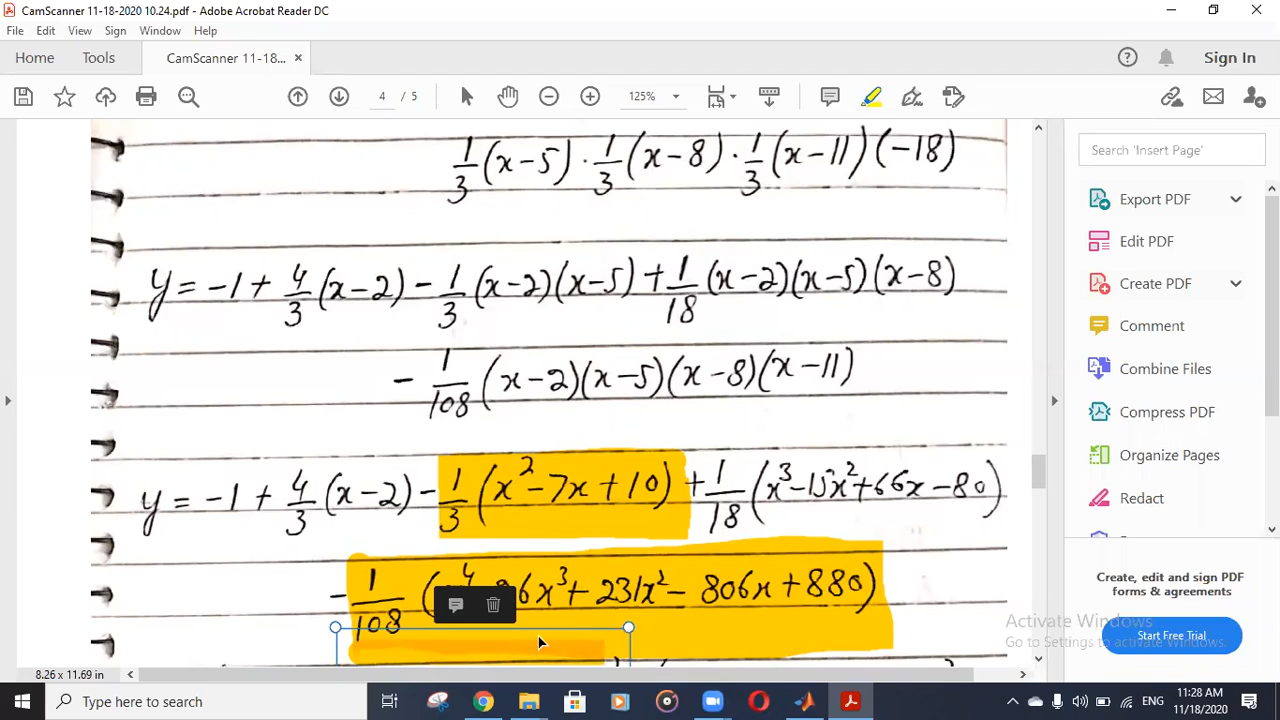 CamScanner 11-18-2020 10.24.pdf - Adobe Acrobat Reader DC
File Edit View Sign Window Help
Home Tools CamScanner 11-18... × Sign In
4 / 5 125%
1/3 (x-5) · 1/3 (x-8) · 1/3 (x-11)(-18)
y = -1 + 4/3 (x-2) - 1/3 (x-2)(x-5) + 1/18 (x-2)(x-5)(x-8)
- 1/108 (x-2)(x-5)(x-8)(x-11)
y = -1 + 4/3 (x-2) - 1/3 (x² - 7x + 10) + 1/18 (x³ - 15x² + 66x - 80)
- 1/108 ( ⁴ 6x³ + 231x² - 806x + 880)
Search 'Insert Page'
Export PDF
Edit PDF
Create PDF
Comment
Combine Files
Compress PDF
Organize Pages
Redact
Create, edit and sign PDF
forms & agreements
Start Free Trial
Activate Windows
Go to Settings to activate Windows.
8.26 x 11.69 in
Type here to search
ENG
11:28 AM
11/18/2020